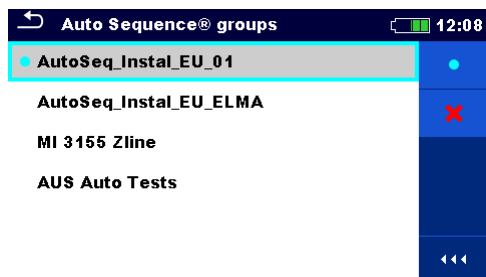 Auto Sequence® groups 12:08
AutoSeq_Instal_EU_01
AutoSeq_Instal_EU_ELMA
MI 3155 Zline
AUS Auto Tests